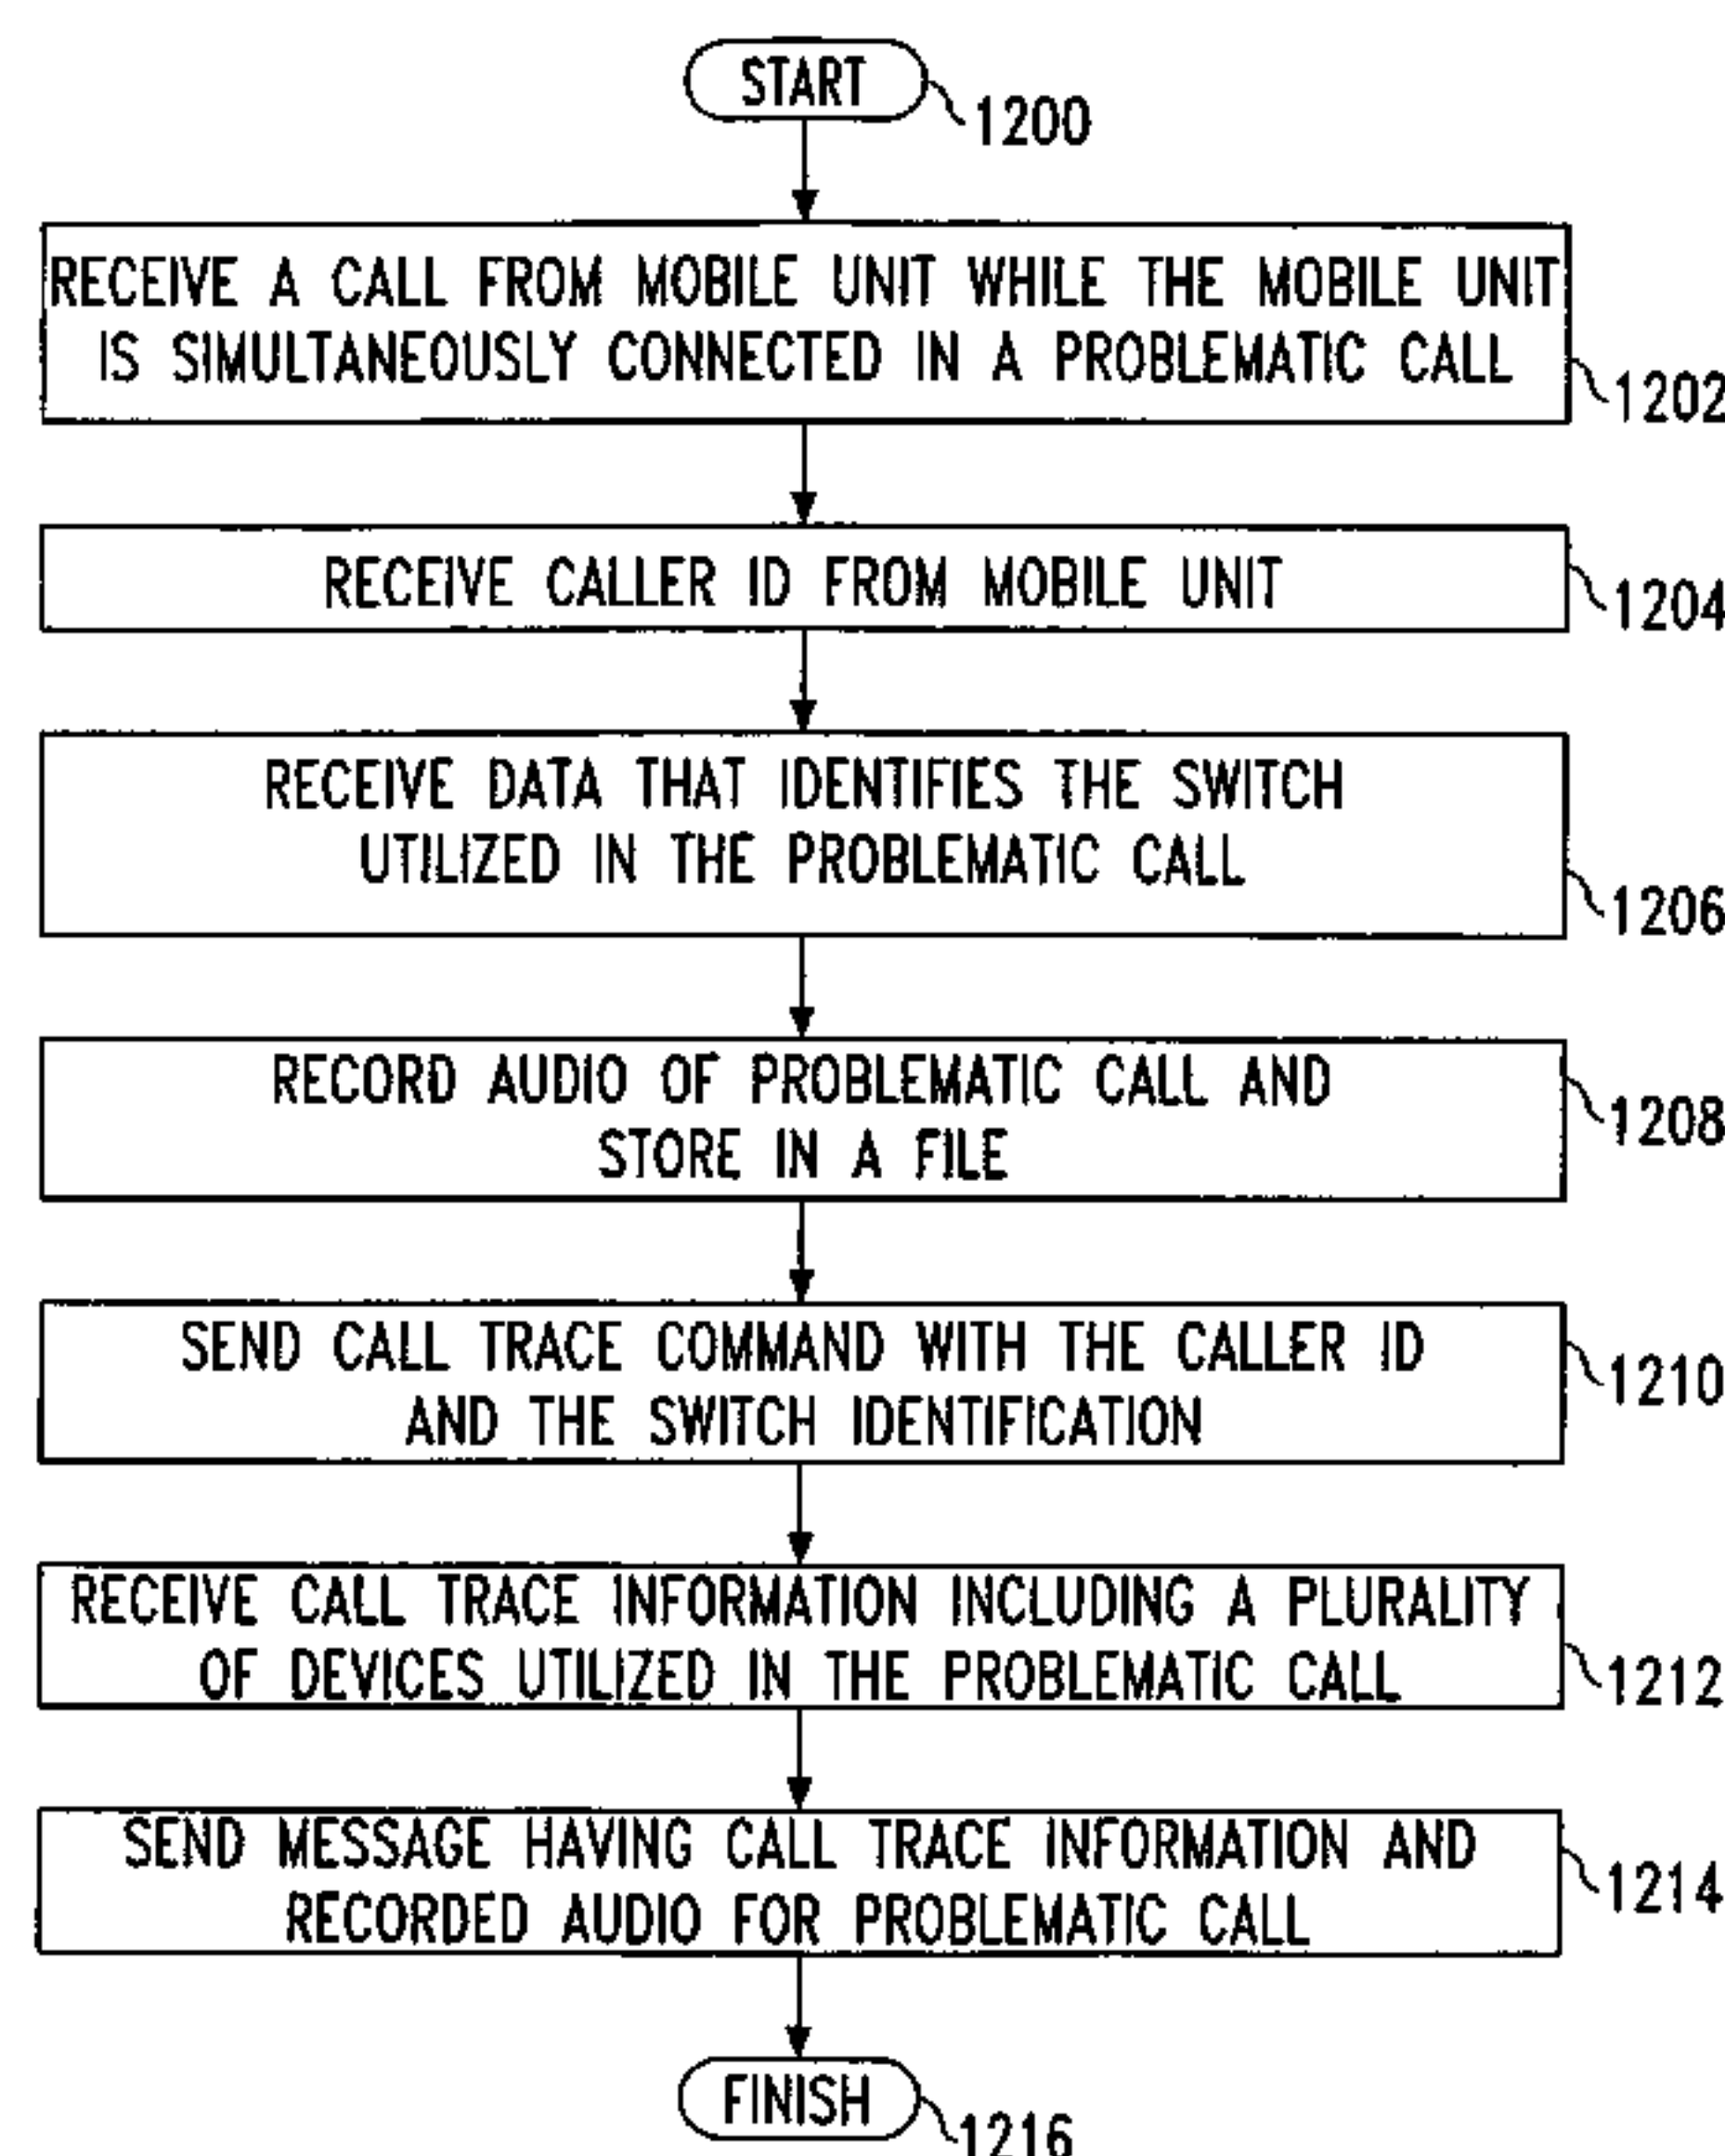 START
1200
RECEIVE A CALL FROM MOBILE UNIT WHILE THE MOBILE UNIT
IS SIMULTANEOUSLY CONNECTED IN A PROBLEMATIC CALL
1202
RECEIVE CALLER ID FROM MOBILE UNIT
1204
RECEIVE DATA THAT IDENTIFIES THE SWITCH
UTILIZED IN THE PROBLEMATIC CALL
1206
RECORD AUDIO OF PROBLEMATIC CALL AND
STORE IN A FILE
1208
SEND CALL TRACE COMMAND WITH THE CALLER ID
AND THE SWITCH IDENTIFICATION
1210
RECEIVE CALL TRACE INFORMATION INCLUDING A PLURALITY
OF DEVICES UTILIZED IN THE PROBLEMATIC CALL
1212
SEND MESSAGE HAVING CALL TRACE INFORMATION AND
RECORDED AUDIO FOR PROBLEMATIC CALL
1214
FINISH
1216